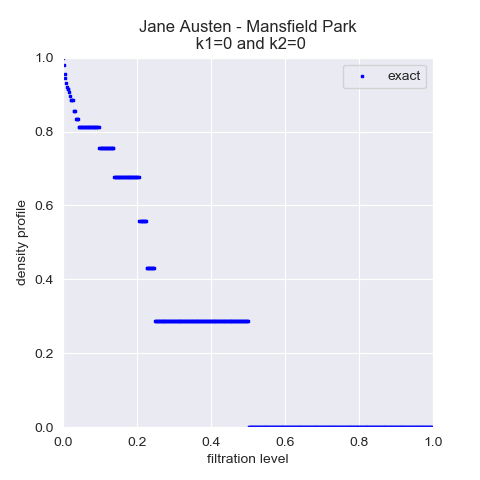 Jane Austen - Mansfield Park
k1=0 and k2=0
exact
density profile
1.0
0.8
0.6
0.4
0.2
0.0
0.0 0.2 0.4 0.6 0.8 1.0
filtration level